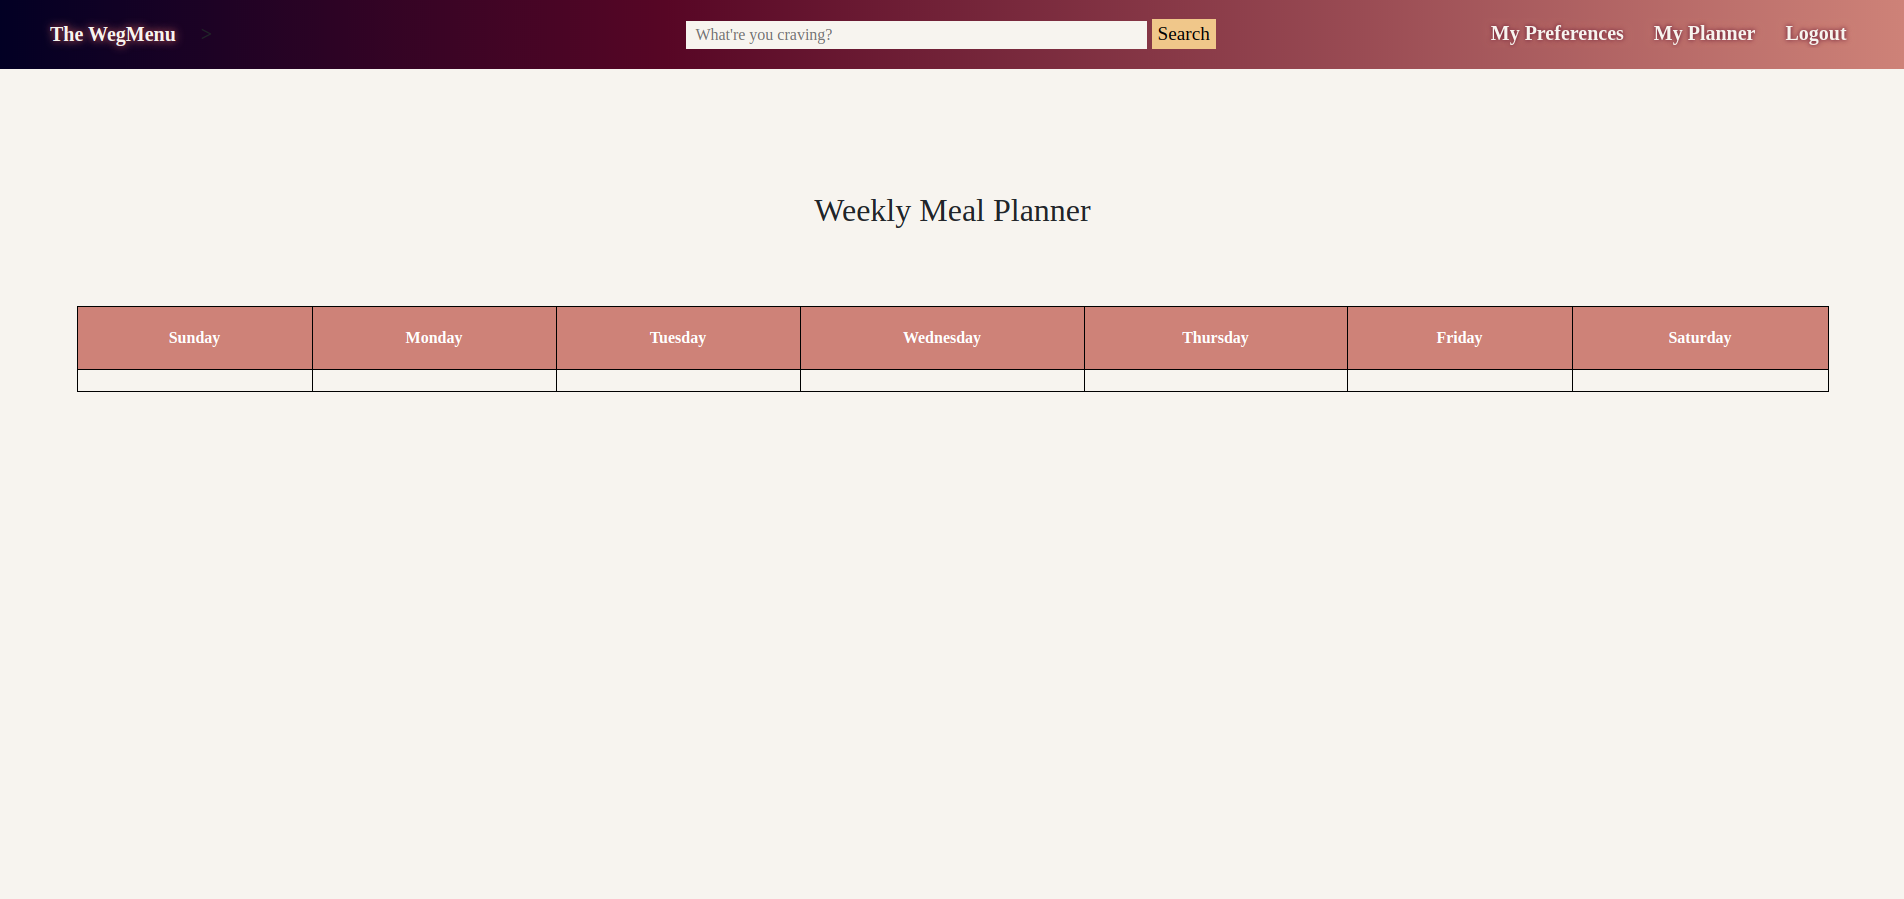 The WegMenu > What're you craving? Search My Preferences My Planner Logout
Weekly Meal Planner
Sunday Monday Tuesday Wednesday Thursday Friday Saturday